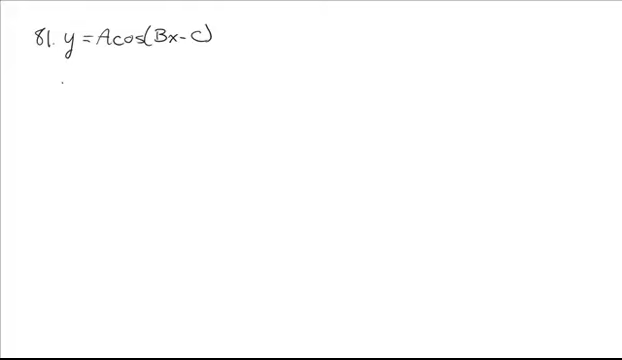 81. y = Acos(Bx - C)